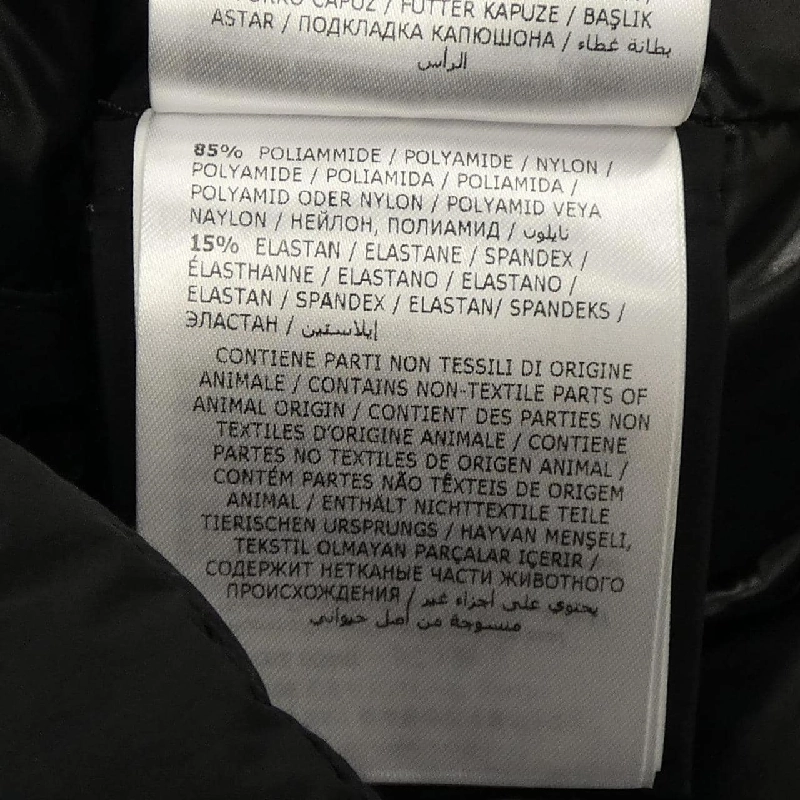 CAPUZ / FUTTER KAPUZE / BAŞLIK
ASTAR / ПОДКЛАДКА КАПЮШОНА / بطانة غطاء
الرأس
85% POLIAMMIDE / POLYAMIDE / NYLON /
POLYAMIDE / POLIAMIDA / POLIAMIDA /
POLYAMID ODER NYLON / POLYAMID VEYA
NAYLON / НЕЙЛОН, ПОЛИАМИД / نايلون
15% ELASTAN / ELASTANE / SPANDEX /
ÉLASTHANNE / ELASTANO / ELASTANO /
ELASTAN / SPANDEX / ELASTAN/ SPANDEKS /
ЭЛАСТАН / إيلاستين
CONTIENE PARTI NON TESSILI DI ORIGINE
ANIMALE / CONTAINS NON-TEXTILE PARTS OF
ANIMAL ORIGIN / CONTIENT DES PARTIES NON
TEXTILES D'ORIGINE ANIMALE / CONTIENE
PARTES NO TEXTILES DE ORIGEN ANIMAL /
CONTÉM PARTES NÃO TÊXTEIS DE ORIGEM
ANIMAL / ENTHÄLT NICHTTEXTILE TEILE
TIERISCHEN URSPRUNGS / HAYVAN MENŞELI,
TEKSTIL OLMAYAN PARÇALAR IÇERIR /
СОДЕРЖИТ НЕТКАНЫЕ ЧАСТИ ЖИВОТНОГО
ПРОИСХОЖДЕНИЯ / يحتوي على أجزاء غير
منسوجة من أصل حيواني